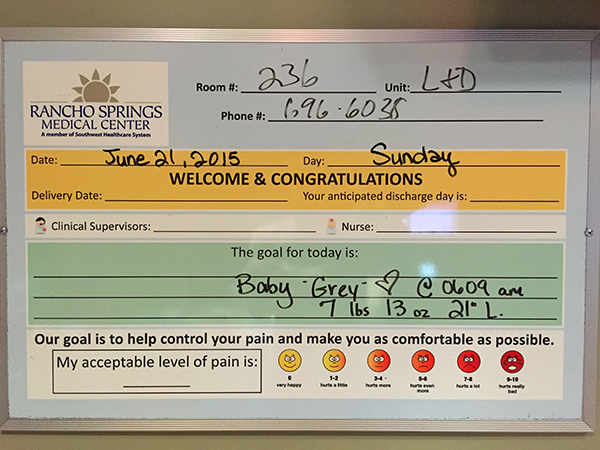 Room #: 236 Unit: L+D
RANCHO SPRINGS
MEDICAL CENTER
A member of Southwest Healthcare System
Phone #: 696-6038
Date: June 21, 2015 Day: Sunday
WELCOME & CONGRATULATIONS
Delivery Date: Your anticipated discharge day is:
Clinical Supervisors: Nurse:
The goal for today is:
Baby -Grey- ♡ @ 0609 am
7 lbs 13 oz 21" L.
Our goal is to help control your pain and make you as comfortable as possible.
My acceptable level of pain is:
0 1-2 3-4 5-6 7-8 9-10
very happy hurts a little hurts more hurts even more hurts a lot hurts really bad